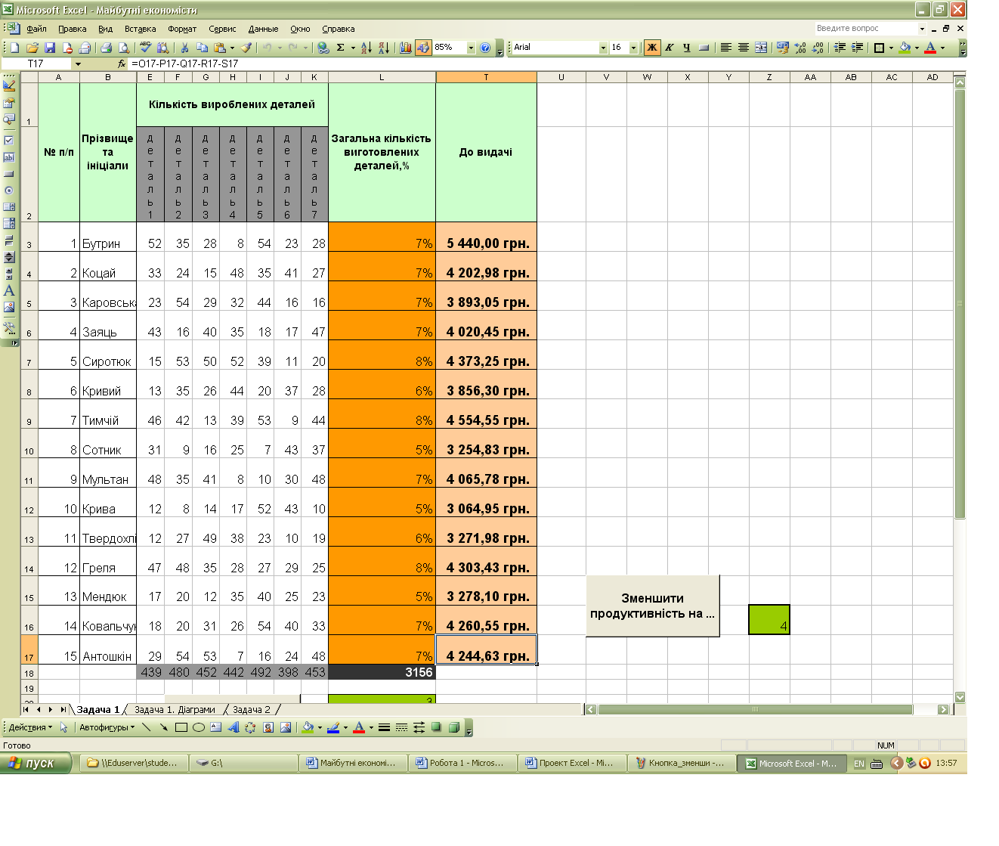 Microsoft Excel - Майбутні економісти
Файл Правка Вид Вставка Формат Сервис Данные Окно Справка Введите вопрос
85% Arial 16 Ж К Ч
T17 fx =O17-P17-Q17-R17-S17
A B E F G H I J K L T U V W X Y Z AA AB AC AD
1 Кількість вироблених деталей
№ п/п Прізвище та ініціали деталь 1 деталь 2 деталь 3 деталь 4 деталь 5 деталь 6 деталь 7 Загальна кількість виготовлених деталей,% До видачі
2
3 1 Бутрин 52 35 28 8 54 23 28 7% 5 440,00 грн.
4 2 Коцай 33 24 15 48 35 41 27 7% 4 202,98 грн.
5 3 Каровська 23 54 29 32 44 16 16 7% 3 893,05 грн.
6 4 Заяць 43 16 40 35 18 17 47 7% 4 020,45 грн.
7 5 Сиротюк 15 53 50 52 39 11 20 8% 4 373,25 грн.
8 6 Кривий 13 35 26 44 20 37 28 6% 3 856,30 грн.
9 7 Тимчій 46 42 13 39 53 9 44 8% 4 554,55 грн.
10 8 Сотник 31 9 16 25 7 43 37 5% 3 254,83 грн.
11 9 Мультан 48 35 41 8 10 30 48 7% 4 065,78 грн.
12 10 Крива 12 8 14 17 52 43 10 5% 3 064,95 грн.
13 11 Твердохлі 12 27 49 38 23 10 19 6% 3 271,98 грн.
14 12 Греля 47 48 35 28 27 29 25 8% 4 303,43 грн.
15 13 Мендюк 17 20 12 35 40 25 23 5% 3 278,10 грн.
Зменшити
продуктивність на ...
16 14 Ковальчук 18 20 31 26 54 40 33 7% 4 260,55 грн. 4
17 15 Антошкін 29 54 53 7 16 24 48 7% 4 244,63 грн.
18 439 480 452 442 492 398 453 3156
19
20 3
Задача 1 Задача 1. Діаграми Задача 2
Действия Автофигуры
Готово NUM
пуск \\Eduserver\stude... G:\ Майбутні економі... Робота 1 - Micros... Проект Excel - Mi... Кнопка_зменши -... Microsoft Excel - М... EN 13:57